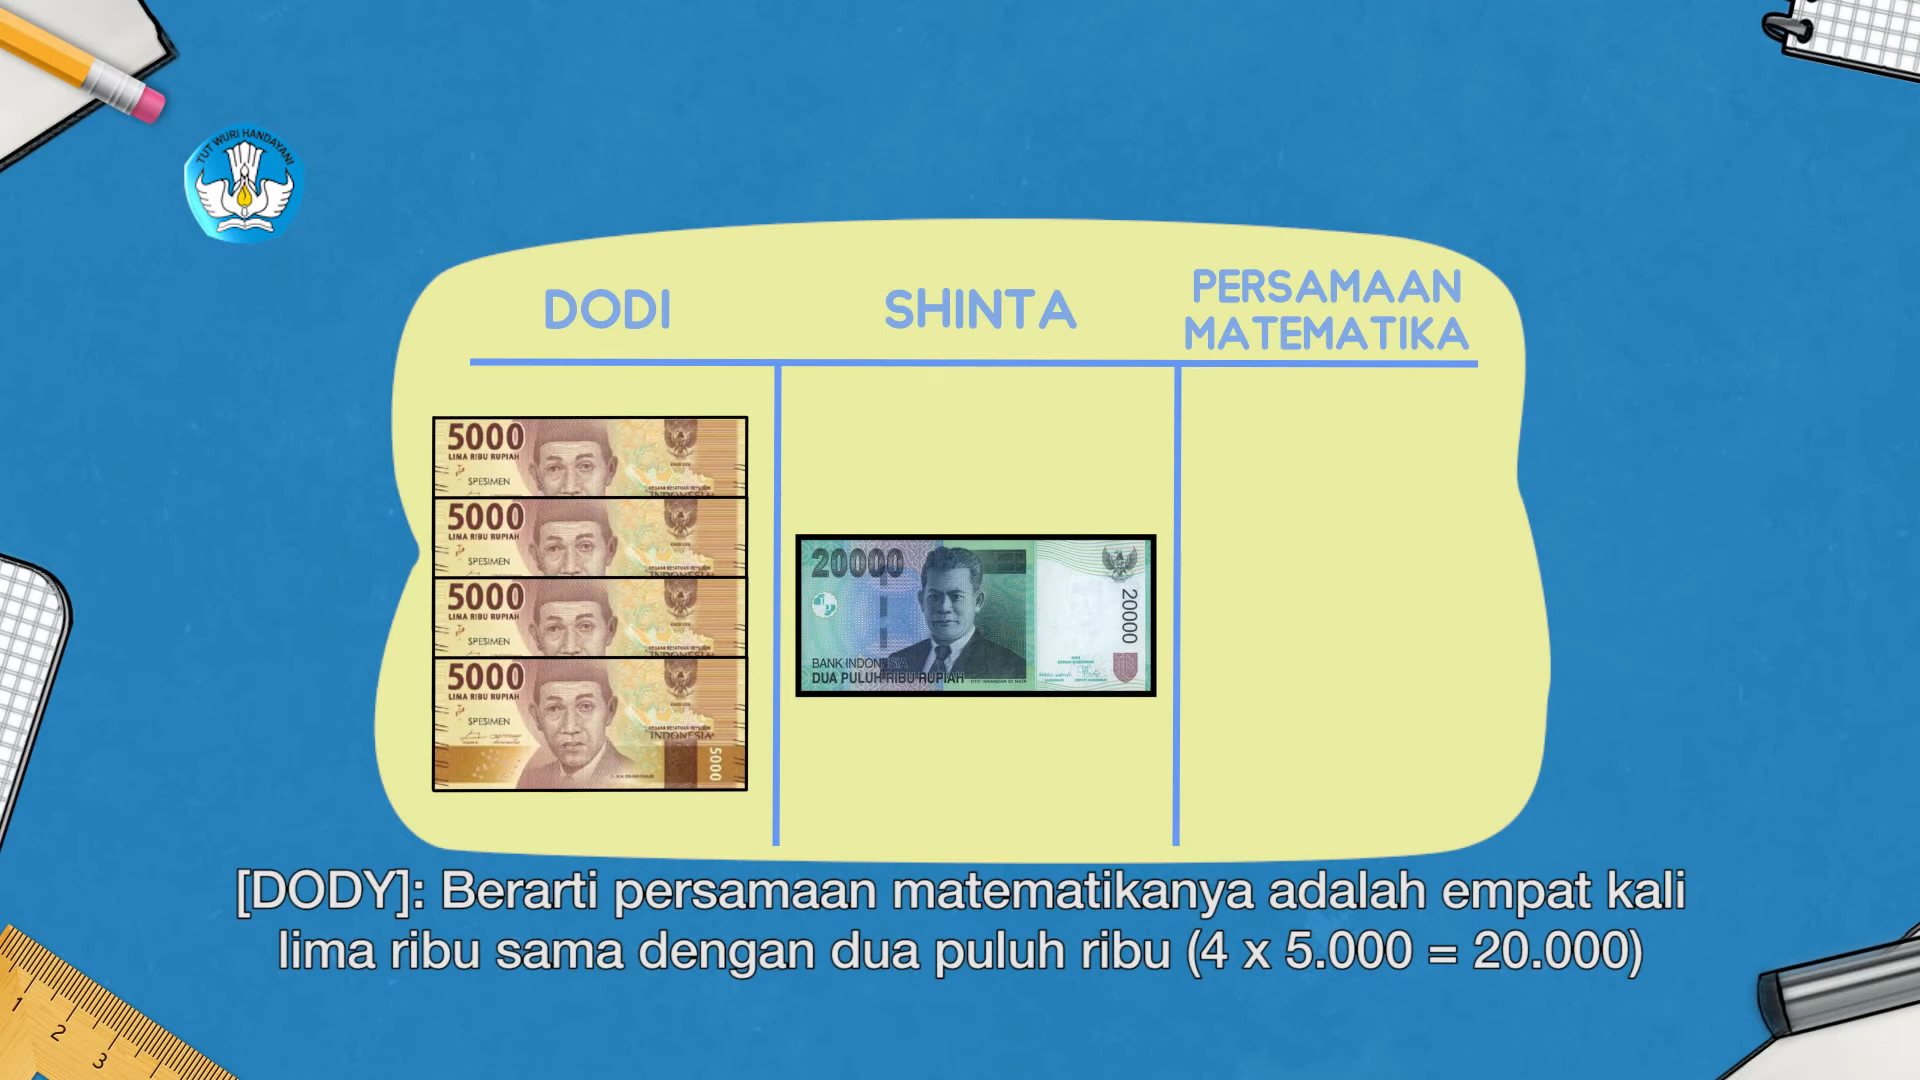 TUT WURI HANDAYANI
DODI
SHINTA
PERSAMAAN
MATEMATIKA
5000
LIMA RIBU RUPIAH
SPESIMEN
5000
LIMA RIBU RUPIAH
SPESIMEN
5000
LIMA RIBU RUPIAH
SPESIMEN
5000
LIMA RIBU RUPIAH
SPESIMEN
INDONESIA
5000
20000
20000
BANK INDONESIA
DUA PULUH RIBU RUPIAH
[DODY]: Berarti persamaan matematikanya adalah empat kali
lima ribu sama dengan dua puluh ribu (4 x 5.000 = 20.000)
1
2
3